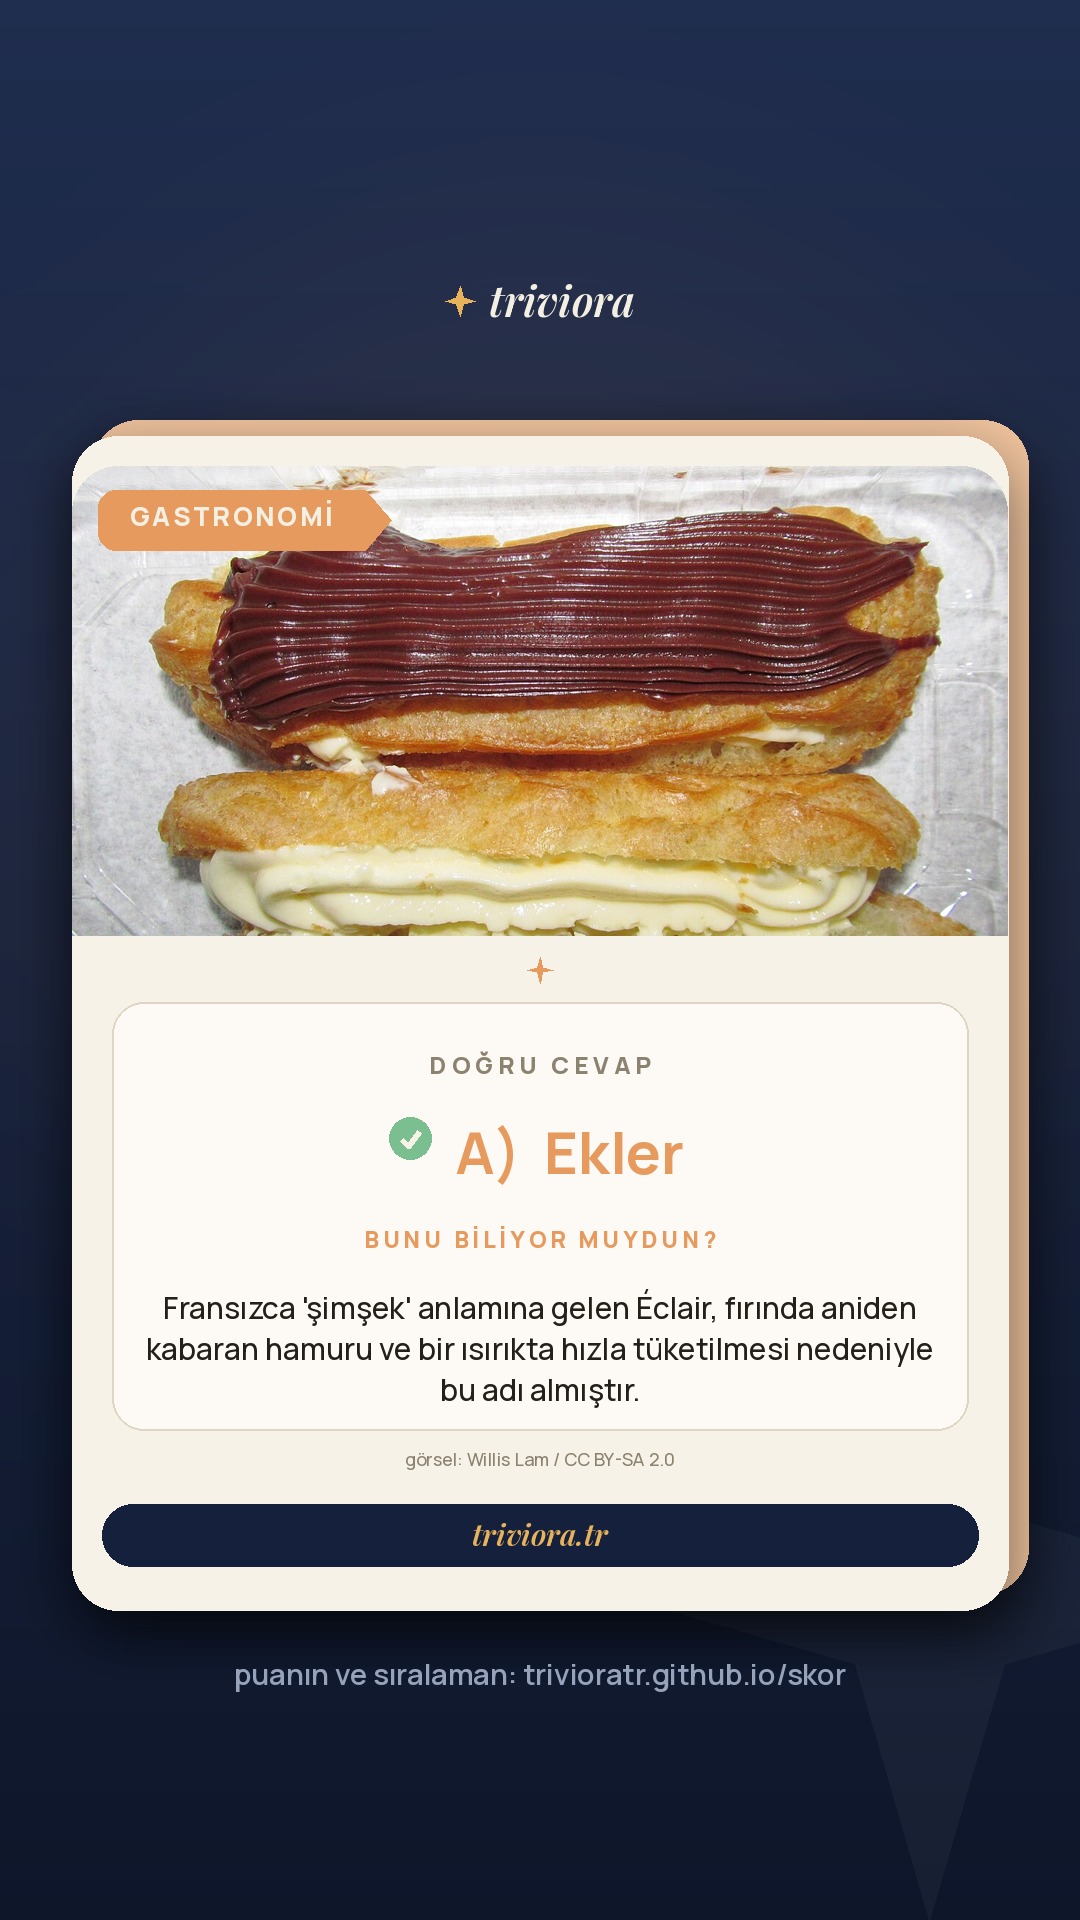 triviora
GASTRONOMİ
DOĞRU CEVAP
A) Ekler
BUNU BİLİYOR MUYDUN?
Fransızca 'şimşek' anlamına gelen Éclair, fırında aniden
kabaran hamuru ve bir ısırıkta hızla tüketilmesi nedeniyle
bu adı almıştır.
görsel: Willis Lam / CC BY-SA 2.0
triviora.tr
puanın ve sıralaman: trivioratr.github.io/skor